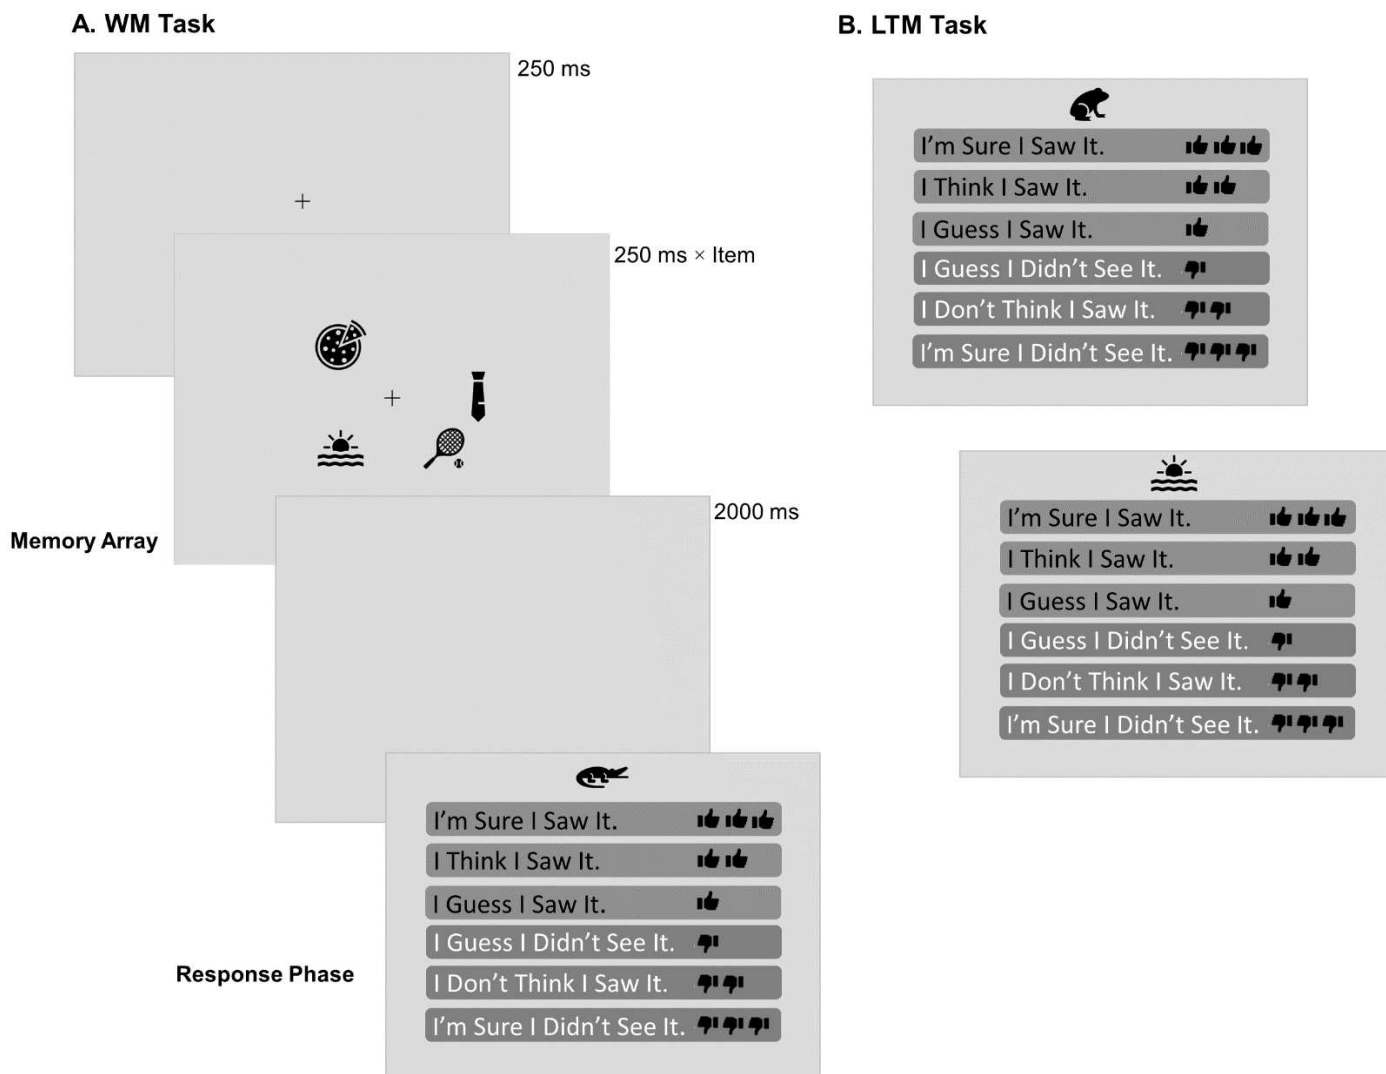 A. WM Task
250 ms
250 ms × Item
Memory Array
2000 ms
I'm Sure I Saw It.
I Think I Saw It.
I Guess I Saw It.
I Guess I Didn't See It.
I Don't Think I Saw It.
I'm Sure I Didn't See It.
Response Phase
B. LTM Task
I'm Sure I Saw It.
I Think I Saw It.
I Guess I Saw It.
I Guess I Didn't See It.
I Don't Think I Saw It.
I'm Sure I Didn't See It.
I'm Sure I Saw It.
I Think I Saw It.
I Guess I Saw It.
I Guess I Didn't See It.
I Don't Think I Saw It.
I'm Sure I Didn't See It.